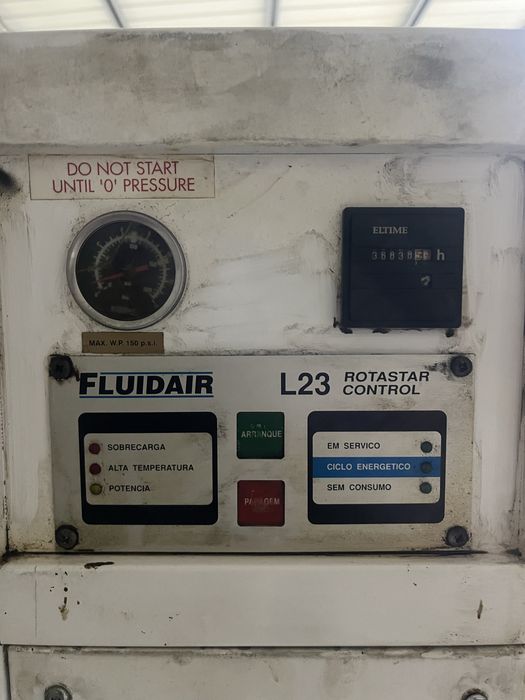 DO NOT START
UNTIL '0' PRESSURE
ELTIME
h
MAX. W.P. 150 p.s.i.
FLUIDAIR
L23 ROTASTAR
CONTROL
SOBRECARGA
ALTA TEMPERATURA
POTENCIA
ARRANQUE
PARAGEM
EM SERVICO
CICLO ENERGETICO
SEM CONSUMO